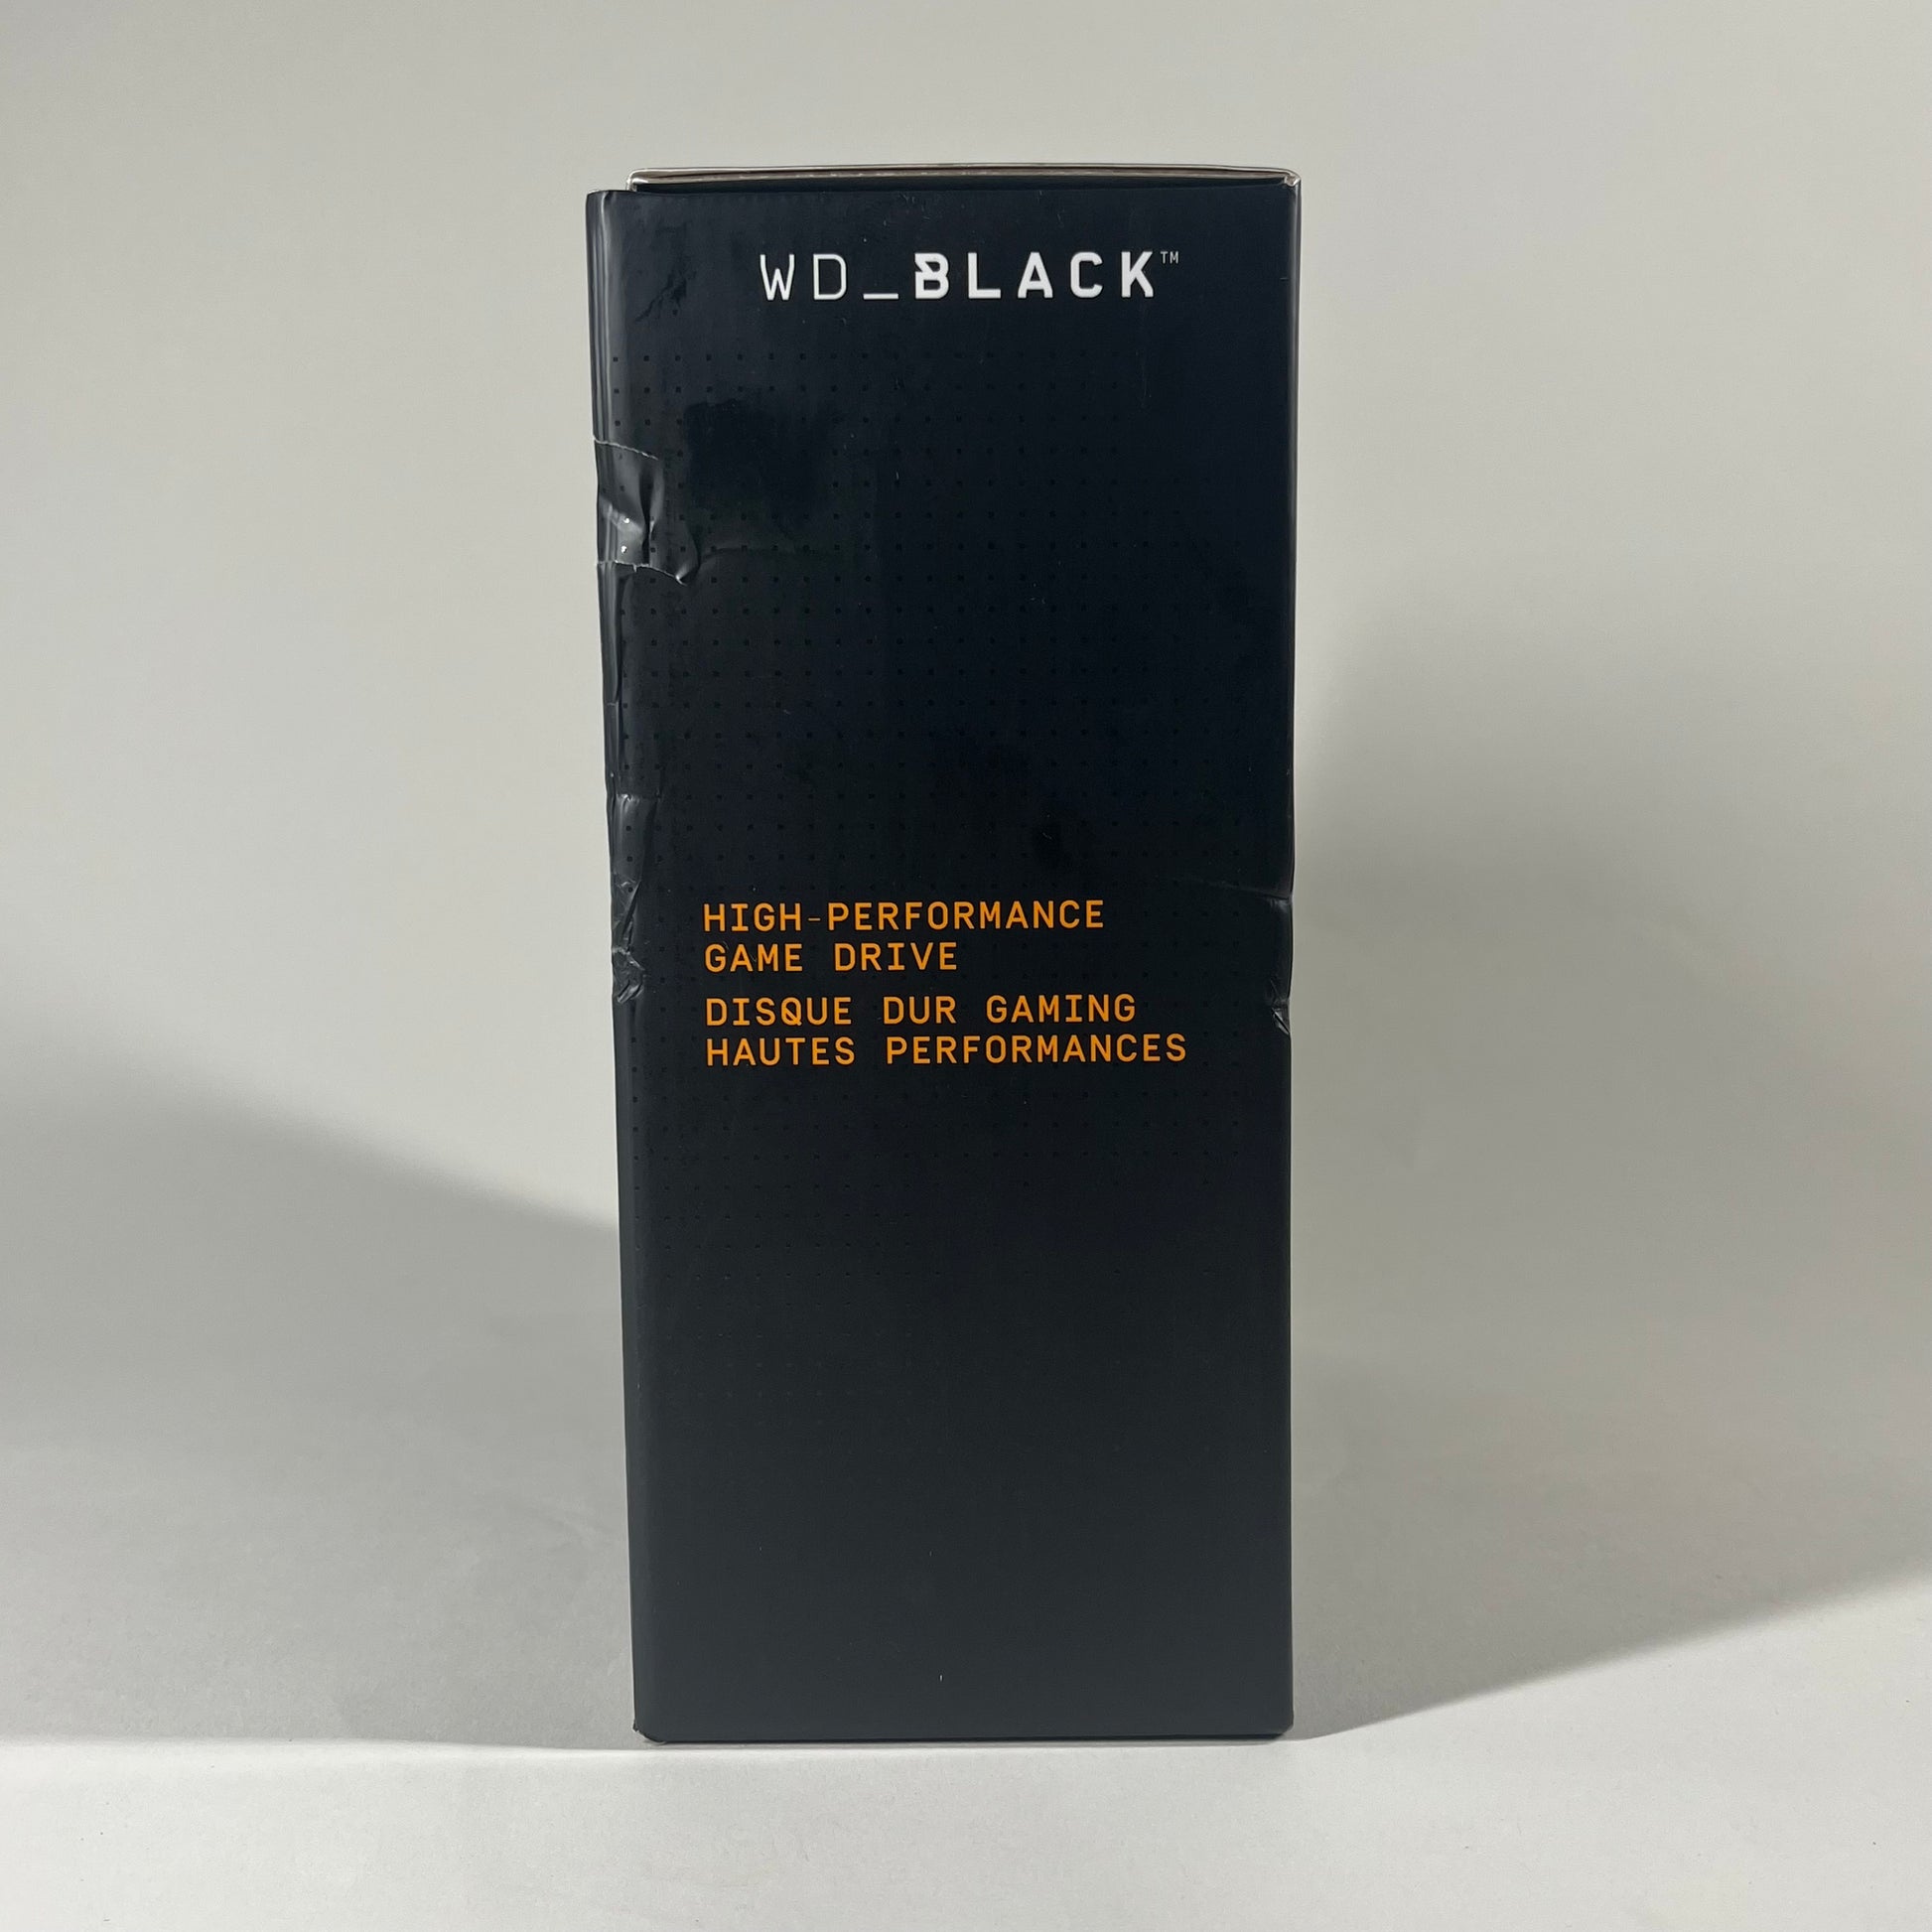 WD_BLACK™
HIGH-PERFORMANCE
GAME DRIVE
DISQUE DUR GAMING
HAUTES PERFORMANCES